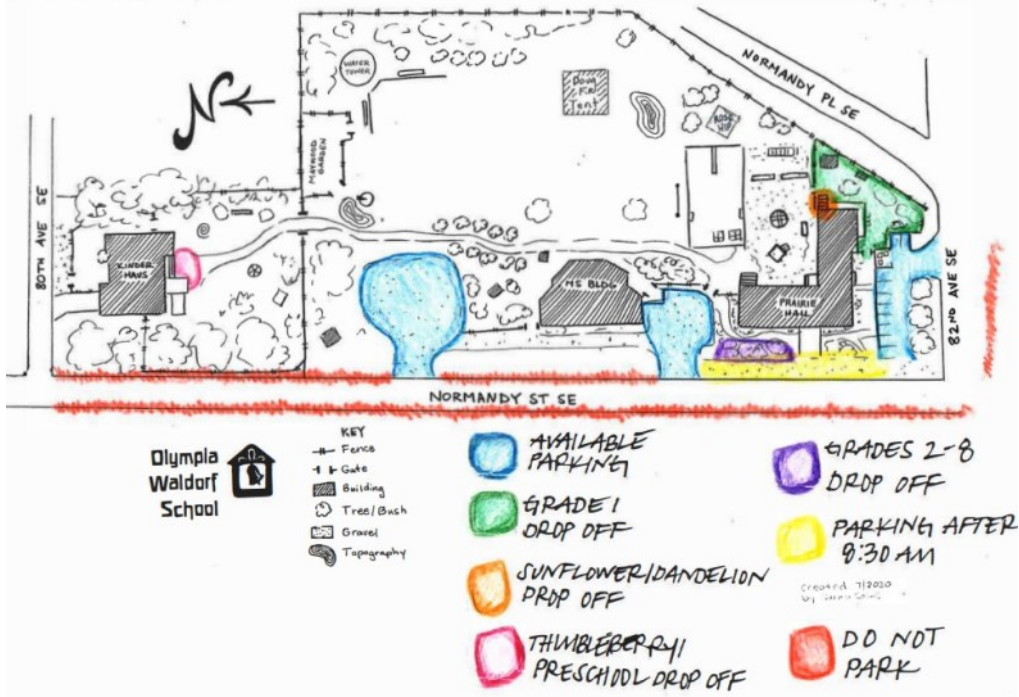 WATER
TOWER
NORMANDY PL SE
N
MAYWOOD
GARDEN
Tent
80TH AVE SE
KINDER
HAUS
MS BLDG
PRAIRIE
HALL
82ND AVE SE
NORMANDY ST SE
Olympia
Waldorf
School
KEY
Fence
Gate
Building
Tree/Bush
Gravel
Topography
AVAILABLE
PARKING
GRADE 1
DROP OFF
SUNFLOWER/DANDELION
DROP OFF
THIMBLEBERRY/
PRESCHOOL DROP OFF
GRADES 2-8
DROP OFF
PARKING AFTER
8:30 AM
Created 7/2020
by
DO NOT
PARK